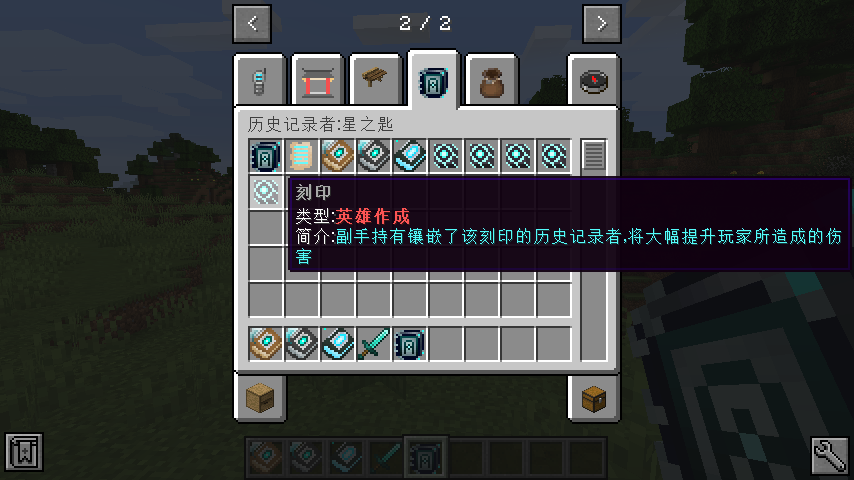 2 / 2
历史记录者:星之匙
刻印
类型:英雄作成
简介:副手持有镶嵌了该刻印的历史记录者,将大幅提升玩家所造成的伤
害